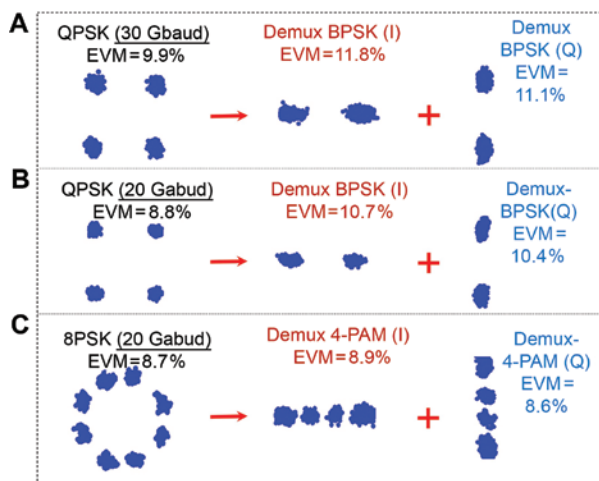 A
QPSK (30 Gbaud)
EVM=9.9%
Demux BPSK (I)
EVM=11.8%
Demux
BPSK (Q)
EVM=
11.1%
+
B
QPSK (20 Gabud)
EVM=8.8%
Demux BPSK (I)
EVM=10.7%
Demux-
BPSK(Q)
EVM=
10.4%
+
C
8PSK (20 Gabud)
EVM=8.7%
Demux 4-PAM (I)
EVM=8.9%
Demux-
4-PAM (Q)
EVM=
8.6%
+